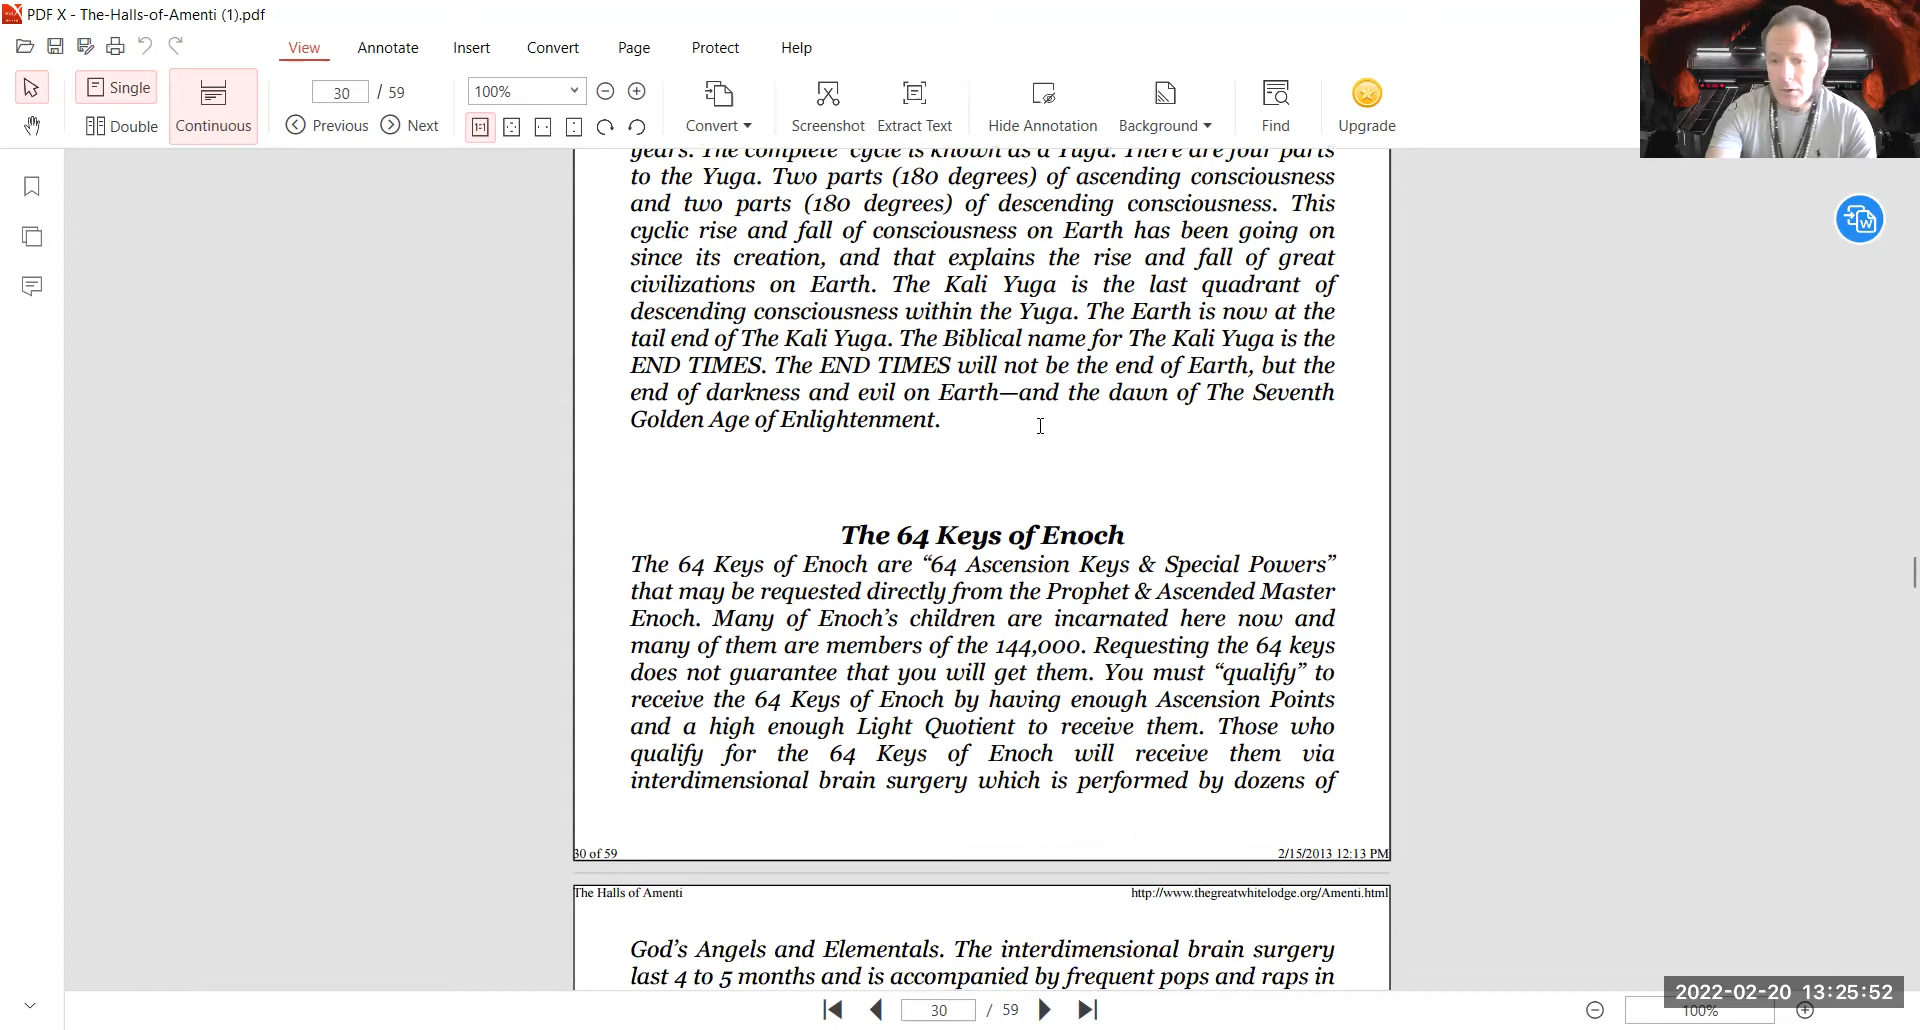 PDF X - The-Halls-of-Amenti (1).pdf
View Annotate Insert Convert Page Protect Help
Single
Double
Continuous
30 / 59
Previous Next
100%
Convert
Screenshot
Extract Text
Hide Annotation
Background
Find
Upgrade
years. The complete cycle is known as a Yuga. There are four parts
to the Yuga. Two parts (180 degrees) of ascending consciousness
and two parts (180 degrees) of descending consciousness. This
cyclic rise and fall of consciousness on Earth has been going on
since its creation, and that explains the rise and fall of great
civilizations on Earth. The Kali Yuga is the last quadrant of
descending consciousness within the Yuga. The Earth is now at the
tail end of The Kali Yuga. The Biblical name for The Kali Yuga is the
END TIMES. The END TIMES will not be the end of Earth, but the
end of darkness and evil on Earth—and the dawn of The Seventh
Golden Age of Enlightenment.
The 64 Keys of Enoch
The 64 Keys of Enoch are “64 Ascension Keys & Special Powers”
that may be requested directly from the Prophet & Ascended Master
Enoch. Many of Enoch’s children are incarnated here now and
many of them are members of the 144,000. Requesting the 64 keys
does not guarantee that you will get them. You must “qualify” to
receive the 64 Keys of Enoch by having enough Ascension Points
and a high enough Light Quotient to receive them. Those who
qualify for the 64 Keys of Enoch will receive them via
interdimensional brain surgery which is performed by dozens of
30 of 59 2/15/2013 12:13 PM
The Halls of Amenti http://www.thegreatwhitelodge.org/Amenti.html
God’s Angels and Elementals. The interdimensional brain surgery
last 4 to 5 months and is accompanied by frequent pops and raps in
30 / 59
2022-02-20 13:25:52
100%